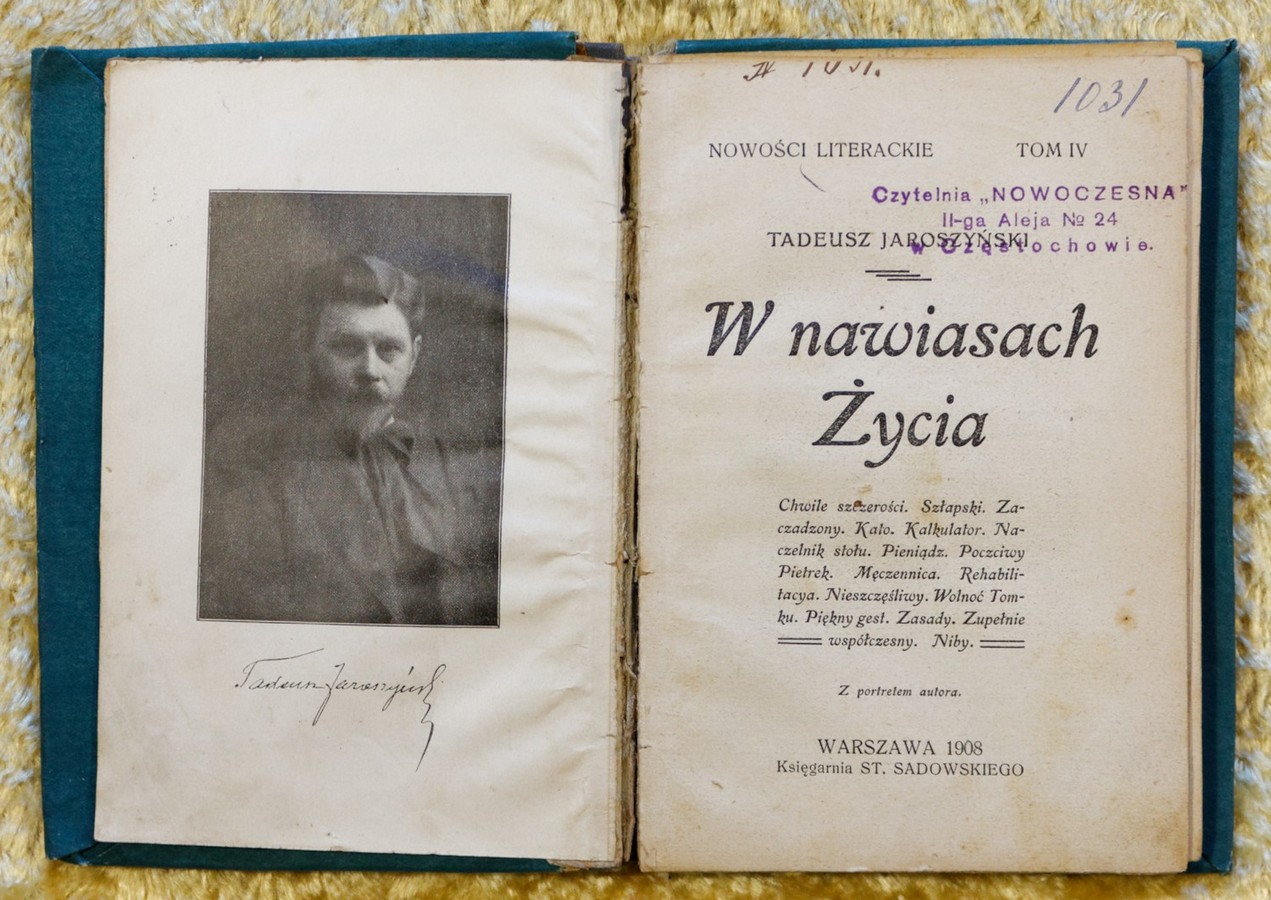 Tadeusz Jaroszyński
1031.
1031
NOWOŚCI LITERACKIE TOM IV
Czytelnia „NOWOCZESNA”
II-ga Aleja № 24
w Częstochowie.
TADEUSZ JAROSZYŃSKI
W nawiasach
Życia
Chwile szczerości. Szłapski. Za-
czadzony. Kato. Kalkulator. Na-
czelnik stołu. Pieniądz. Poczciwy
Pietrek. Męczennica. Rehabili-
tacya. Nieszczęśliwy. Wolnoć Tom-
ku. Piękny gest. Zasady. Zupełnie
współczesny. Niby.
Z portretem autora.
WARSZAWA 1908
Księgarnia ST. SADOWSKIEGO